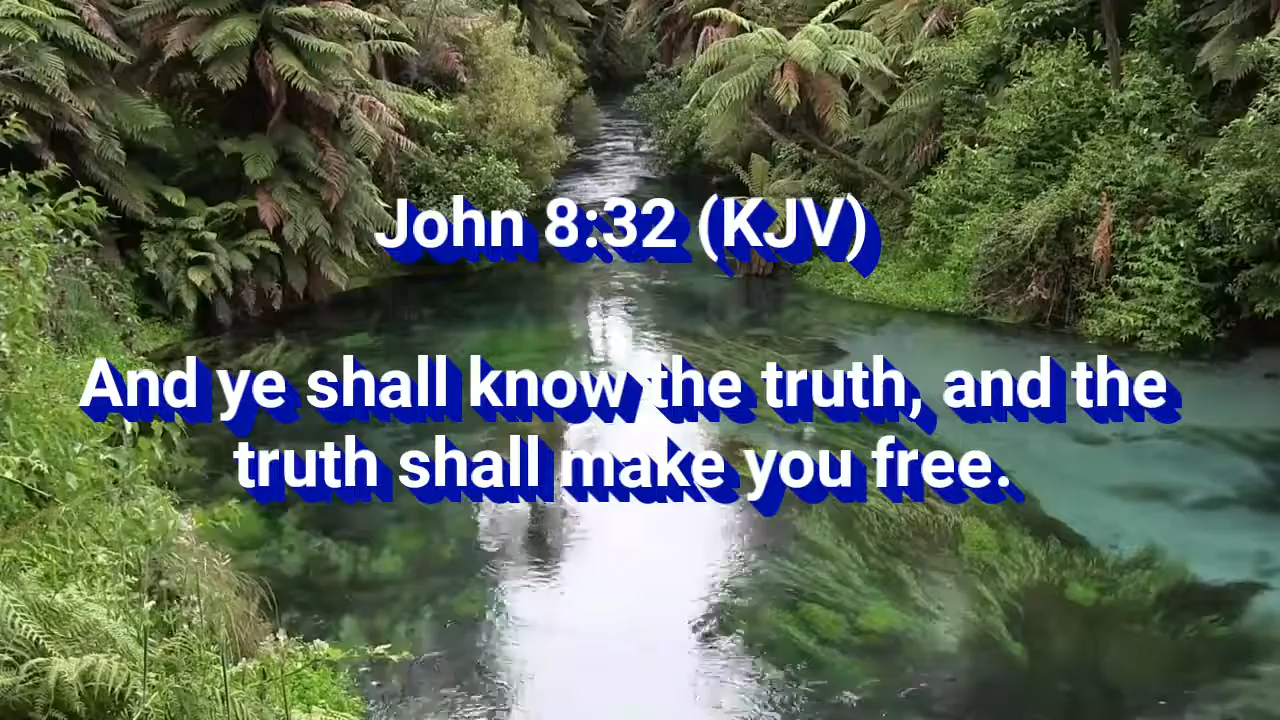 John 8:32 (KJV)
And ye shall know the truth, and the
truth shall make you free.